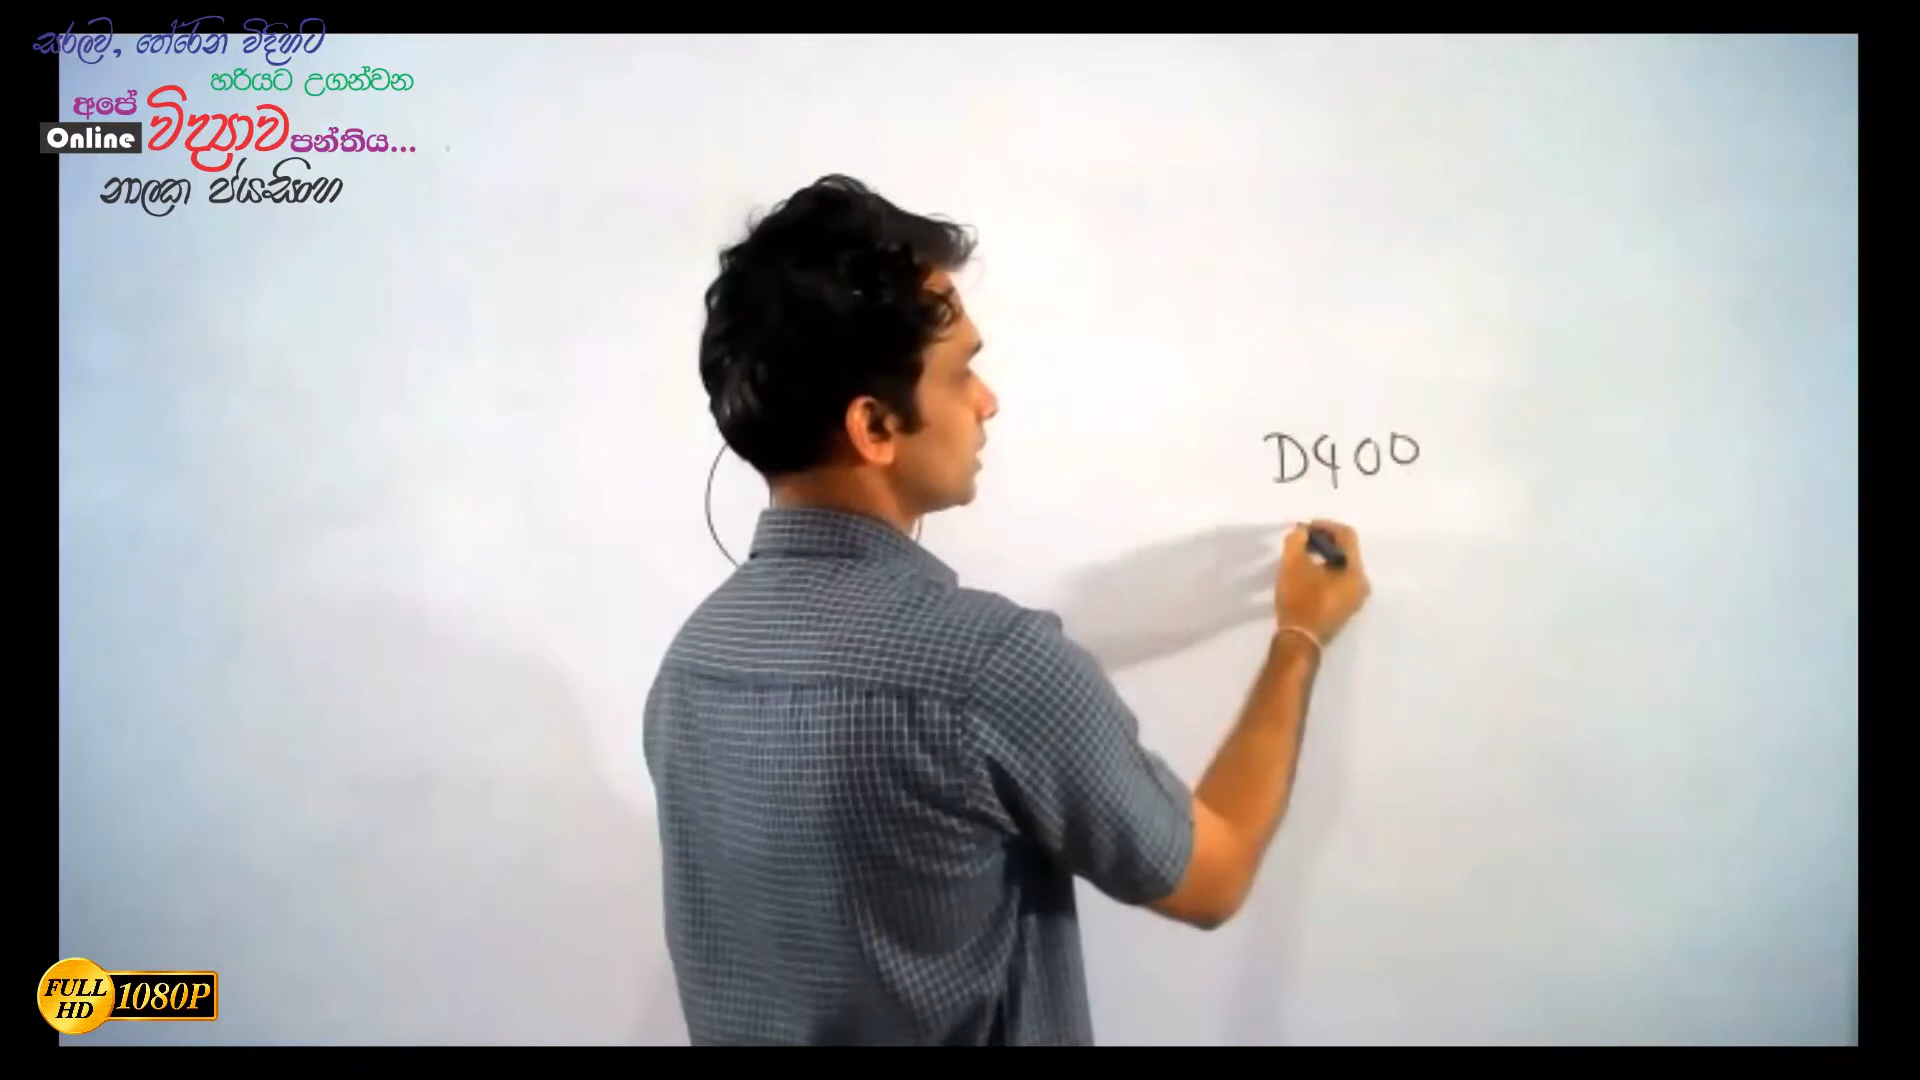 සරලව, තේරෙන විදිහට
හරියට උගන්වන
අපේ
Online විද්‍යාව පන්තිය...
නාලක ජයසිංහ
D400
FULL HD 1080P